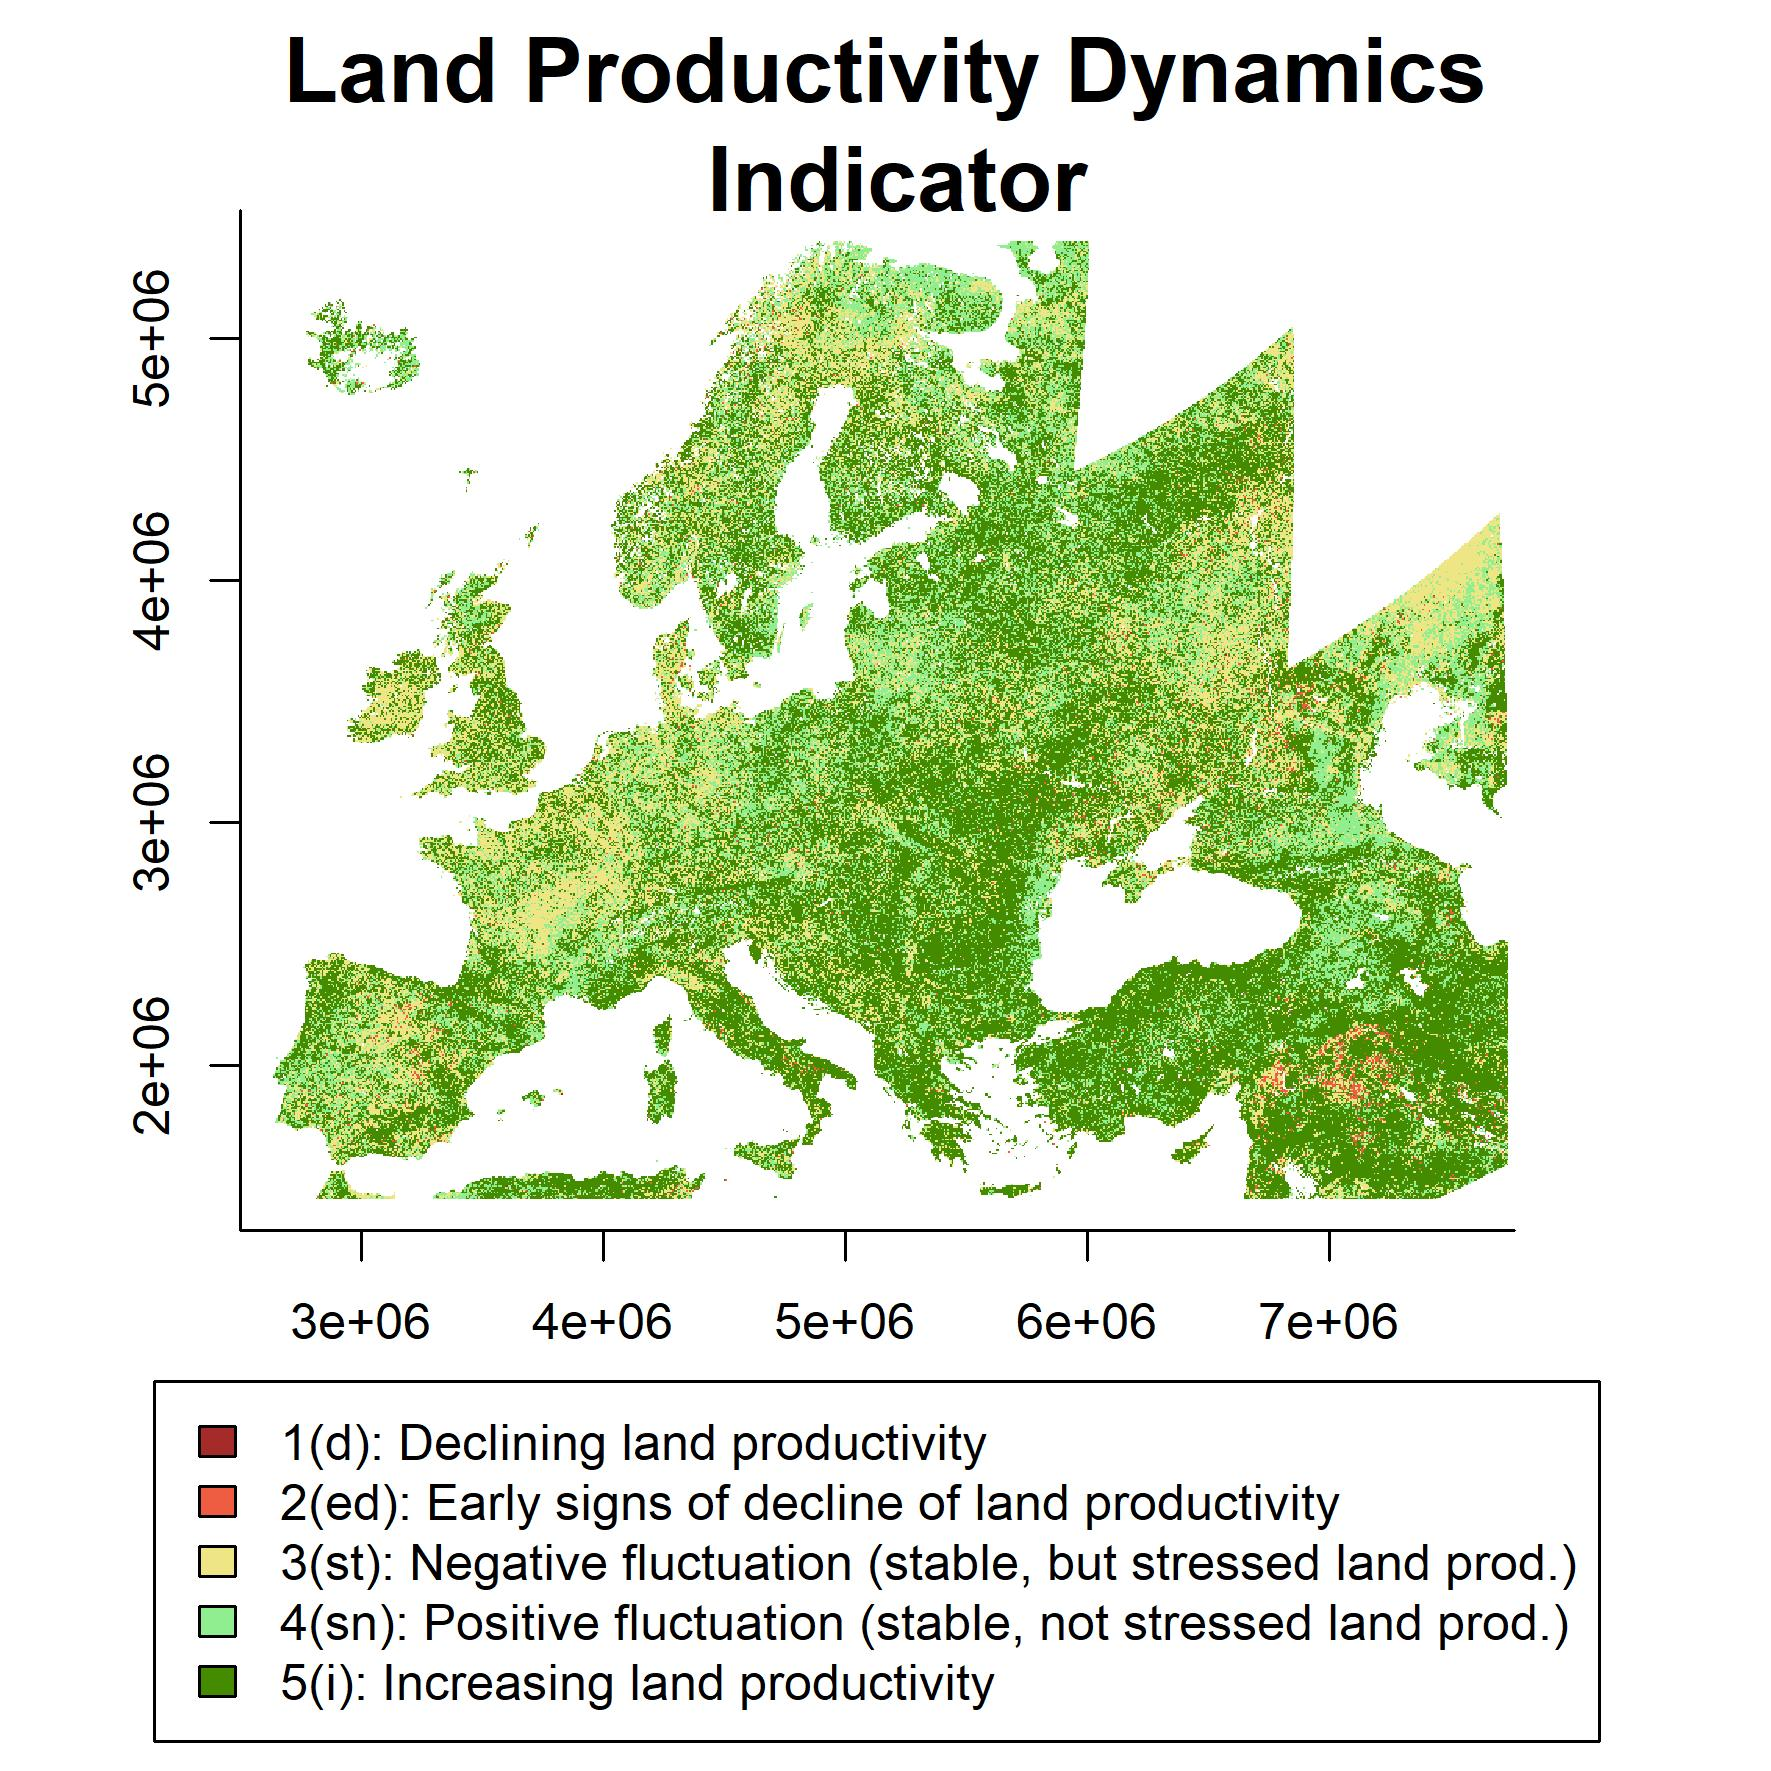 Land Productivity Dynamics
Indicator
5e+06
4e+06
3e+06
2e+06
3e+06 4e+06 5e+06 6e+06 7e+06
1(d): Declining land productivity
2(ed): Early signs of decline of land productivity
3(st): Negative fluctuation (stable, but stressed land prod.)
4(sn): Positive fluctuation (stable, not stressed land prod.)
5(i): Increasing land productivity